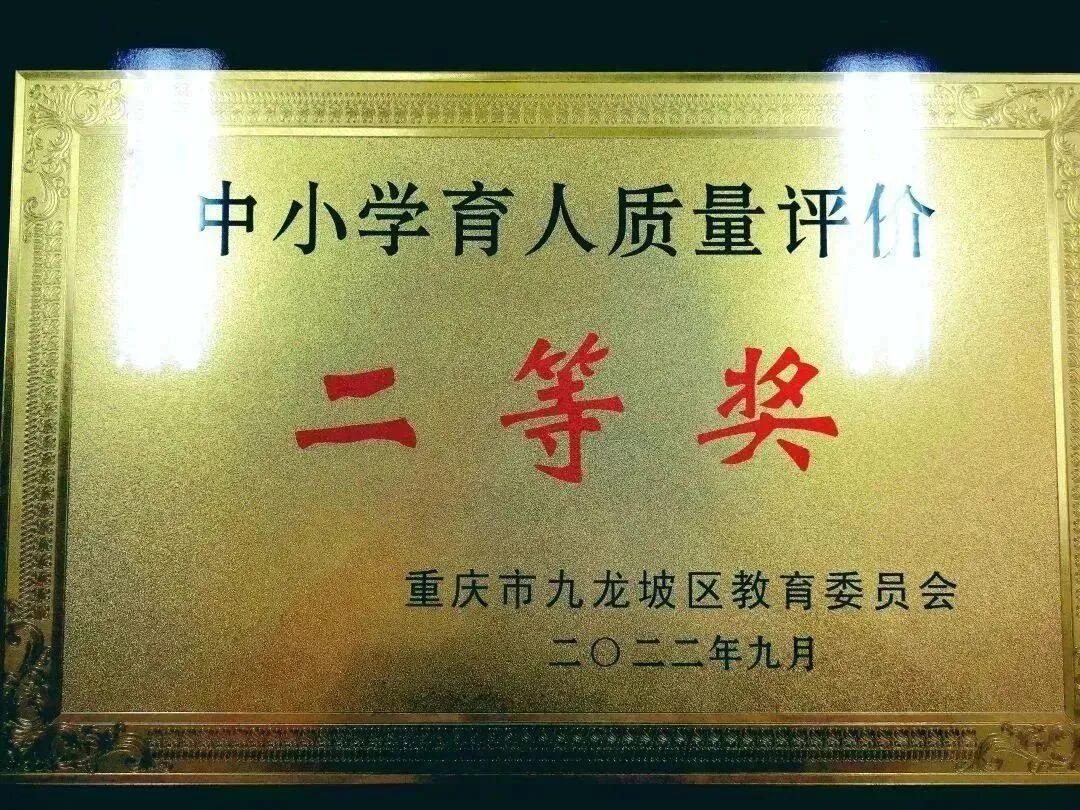 中小学育人质量评价
二等奖
重庆市九龙坡区教育委员会
二〇二二年九月